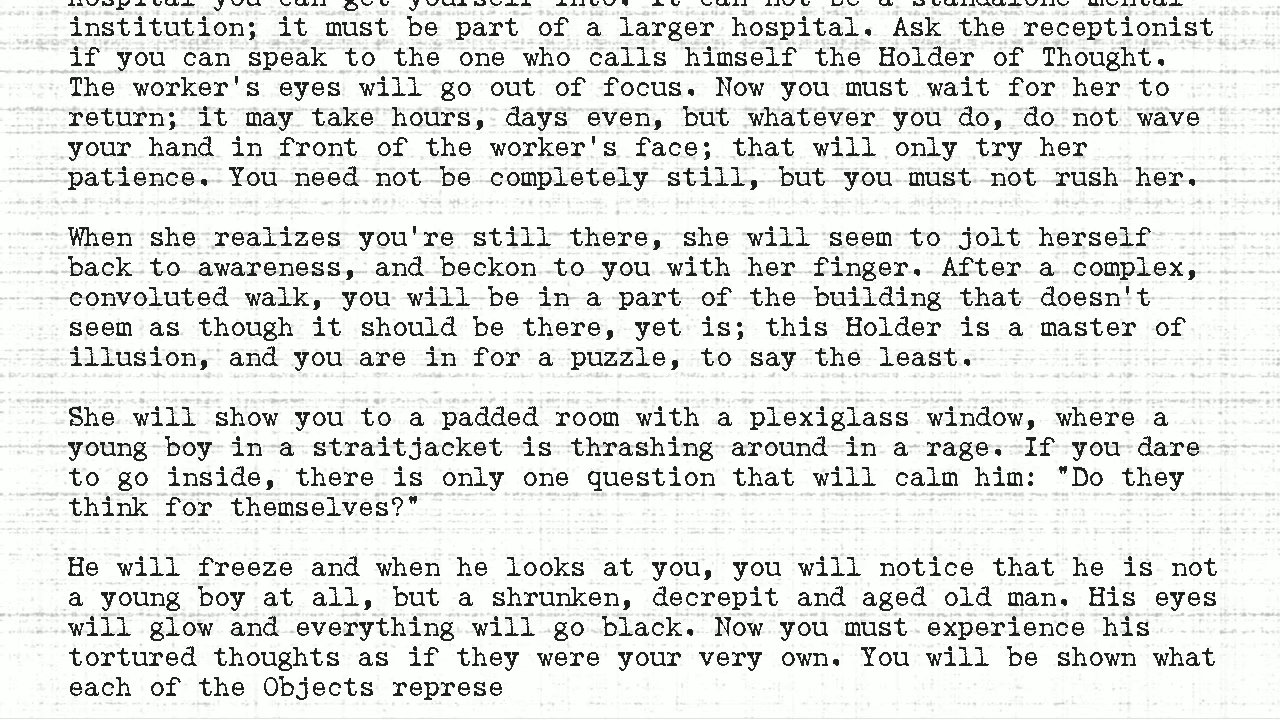 hospital you can get yourself into. It can not be a standalone mental
institution; it must be part of a larger hospital. Ask the receptionist
if you can speak to the one who calls himself the Holder of Thought.
The worker's eyes will go out of focus. Now you must wait for her to
return; it may take hours, days even, but whatever you do, do not wave
your hand in front of the worker's face; that will only try her
patience. You need not be completely still, but you must not rush her.
When she realizes you're still there, she will seem to jolt herself
back to awareness, and beckon to you with her finger. After a complex,
convoluted walk, you will be in a part of the building that doesn't
seem as though it should be there, yet is; this Holder is a master of
illusion, and you are in for a puzzle, to say the least.
She will show you to a padded room with a plexiglass window, where a
young boy in a straitjacket is thrashing around in a rage. If you dare
to go inside, there is only one question that will calm him: "Do they
think for themselves?"
He will freeze and when he looks at you, you will notice that he is not
a young boy at all, but a shrunken, decrepit and aged old man. His eyes
will glow and everything will go black. Now you must experience his
tortured thoughts as if they were your very own. You will be shown what
each of the Objects represe